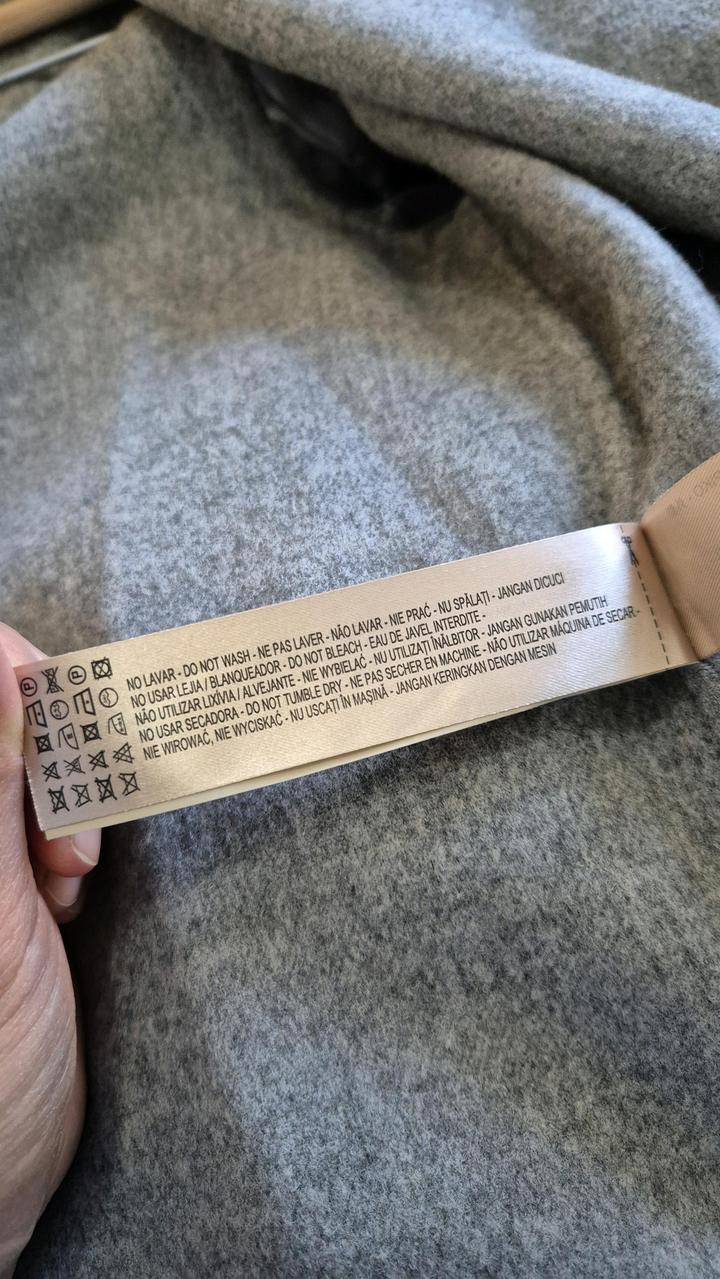 NO LAVAR - DO NOT WASH - NE PAS LAVER - NÃO LAVAR - NIE PRAĆ - NU SPĂLAȚI - JANGAN DICUCI
NO USAR LEJIA / BLANQUEADOR - DO NOT BLEACH - EAU DE JAVEL INTERDITE -
NÃO UTILIZAR LIXÍVIA / ALVEJANTE - NIE WYBIELAĆ - NU UTILIZAȚI ÎNĂLBITOR - JANGAN GUNAKAN PEMUTIH
NO USAR SECADORA - DO NOT TUMBLE DRY - NE PAS SECHER EN MACHINE - NÃO UTILIZAR MÁQUINA DE SECAR -
NIE WIROWAĆ, NIE WYCISKAĆ - NU USCAȚI ÎN MAȘINĂ - JANGAN KERINGKAN DENGAN MESIN